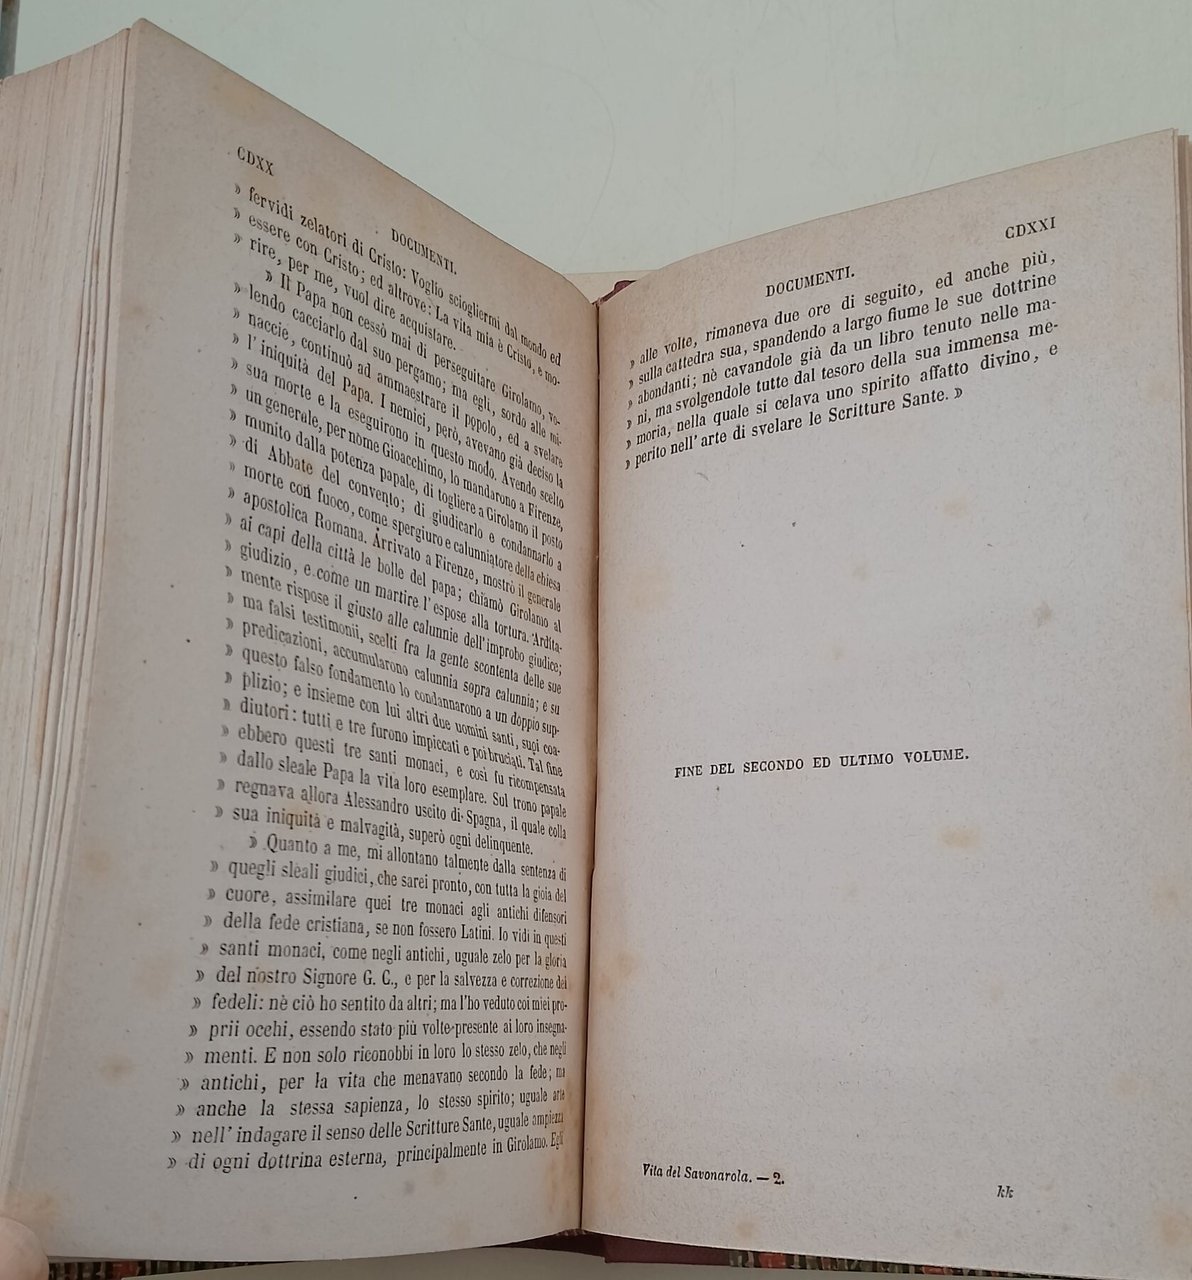 CDXX
DOCUMENTI.
» fervidi zelatori di Cristo: Voglio sciogliermi dal mondo ed
» essere con Cristo; ed altrove: La vita mia è Cristo, e mo-
» rire, per me, vuol dire acquistare.
» Il Papa non cessò mai di perseguitare Girolamo, vo-
» lendo cacciarlo dal suo pergamo; ma egli, sordo alle mi-
» naccie, continuò ad ammaestrare il popolo, ed a svelare
» l'iniquità del Papa. I nemici, però, avevano già deciso la
» sua morte e la eseguirono in questo modo. Avendo scelto
» un generale, per nome Gioacchimo, lo mandarono a Firenze,
» munito dalla potenza papale, di togliere a Girolamo il posto
» di Abbate del convento; di giudicarlo e condannarlo a
» morte con fuoco, come spergiuro e calunniatore della chiesa
» apostolica Romana. Arrivato a Firenze, mostrò il generale
» ai capi della città le bolle del papa; chiamò Girolamo al
» giudizio, e come un martire l'espose alla tortura. Ardita-
» mente rispose il giusto alle calunnie dell'improbo giudice;
» ma falsi testimonii, scelti fra la gente scontenta delle sue
» predicazioni, accumularono calunnia sopra calunnia; e su
» questo falso fondamento lo condannarono a un doppio sup-
» plizio; e insieme con lui altri due uomini santi, suoi coa-
» diutori: tutti e tre furono impiccati e poi bruciati. Tal fine
» ebbero questi tre santi monaci, e così fu ricompensata
» dallo sleale Papa la vita loro esemplare. Sul trono papale
» regnava allora Alessandro uscito di Spagna, il quale colla
» sua iniquità e malvagità, superò ogni delinquente.
» Quanto a me, mi allontano talmente dalla sentenza di
» quegli sleali giudici, che sarei pronto, con tutta la gioia del
» cuore, assimilare quei tre monaci agli antichi difensori
» della fede cristiana, se non fossero Latini. Io vidi in questi
» santi monaci, come negli antichi, uguale zelo per la gloria
» del nostro Signore G. C., e per la salvezza e correzione dei
» fedeli: nè ciò ho sentito da altri; ma l'ho veduto coi miei pro-
» prii occhi, essendo stato più volte presente ai loro insegna-
» menti. E non solo riconobbi in loro lo stesso zelo, che negli
» antichi, per la vita che menavano secondo la fede; ma
» anche la stessa sapienza, lo stesso spirito; uguale arte
» nell'indagare il senso delle Scritture Sante, uguale ampiezza
» di ogni dottrina esterna, principalmente in Girolamo. Egli
DOCUMENTI.
CDXXI
» alle volte, rimaneva due ore di seguito, ed anche più,
» sulla cattedra sua, spandendo a largo fiume le sue dottrine
» abondanti; nè cavandole già da un libro tenuto nelle ma-
» ni, ma svolgendole tutte dal tesoro della sua immensa me-
» moria, nella quale si celava uno spirito affatto divino, e
» perito nell'arte di svelare le Scritture Sante. »
FINE DEL SECONDO ED ULTIMO VOLUME.
Vita del Savonarola. — 2.
kk